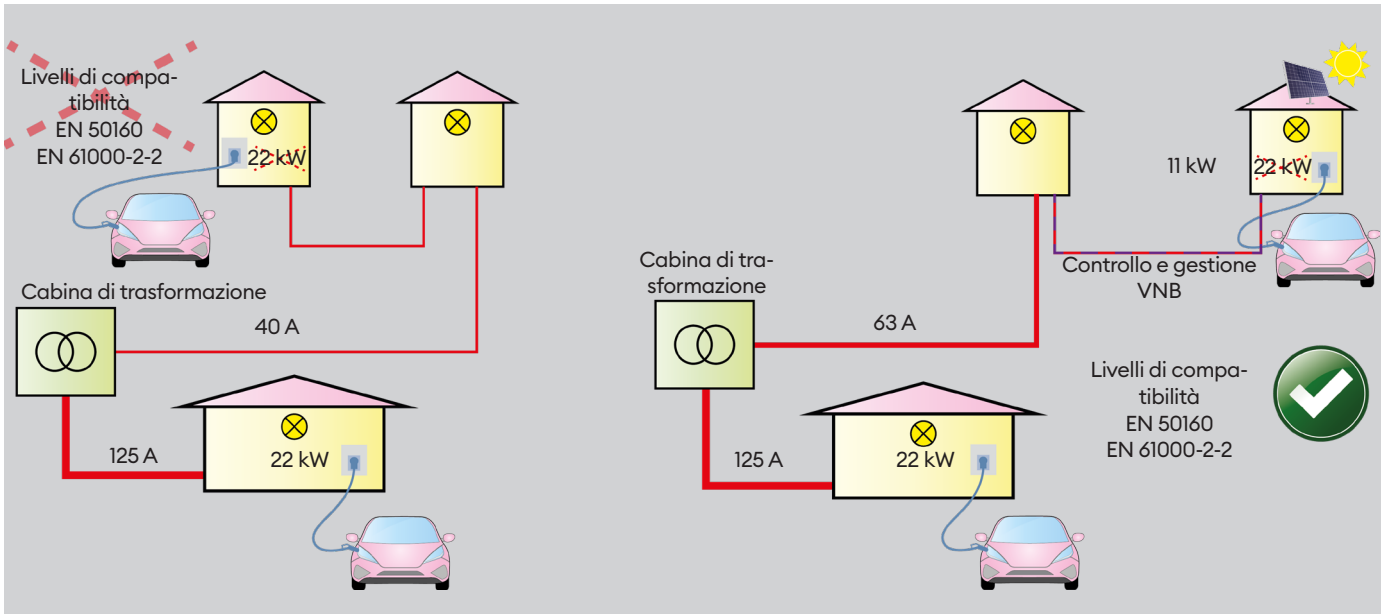 Livelli di compa-
tibilità
EN 50160
EN 61000-2-2
22 kW
Cabina di trasformazione
40 A
125 A
22 kW
11 kW
22 kW
Cabina di tra-
sformazione
Controllo e gestione
VNB
63 A
Livelli di compa-
tibilità
EN 50160
EN 61000-2-2
125 A
22 kW